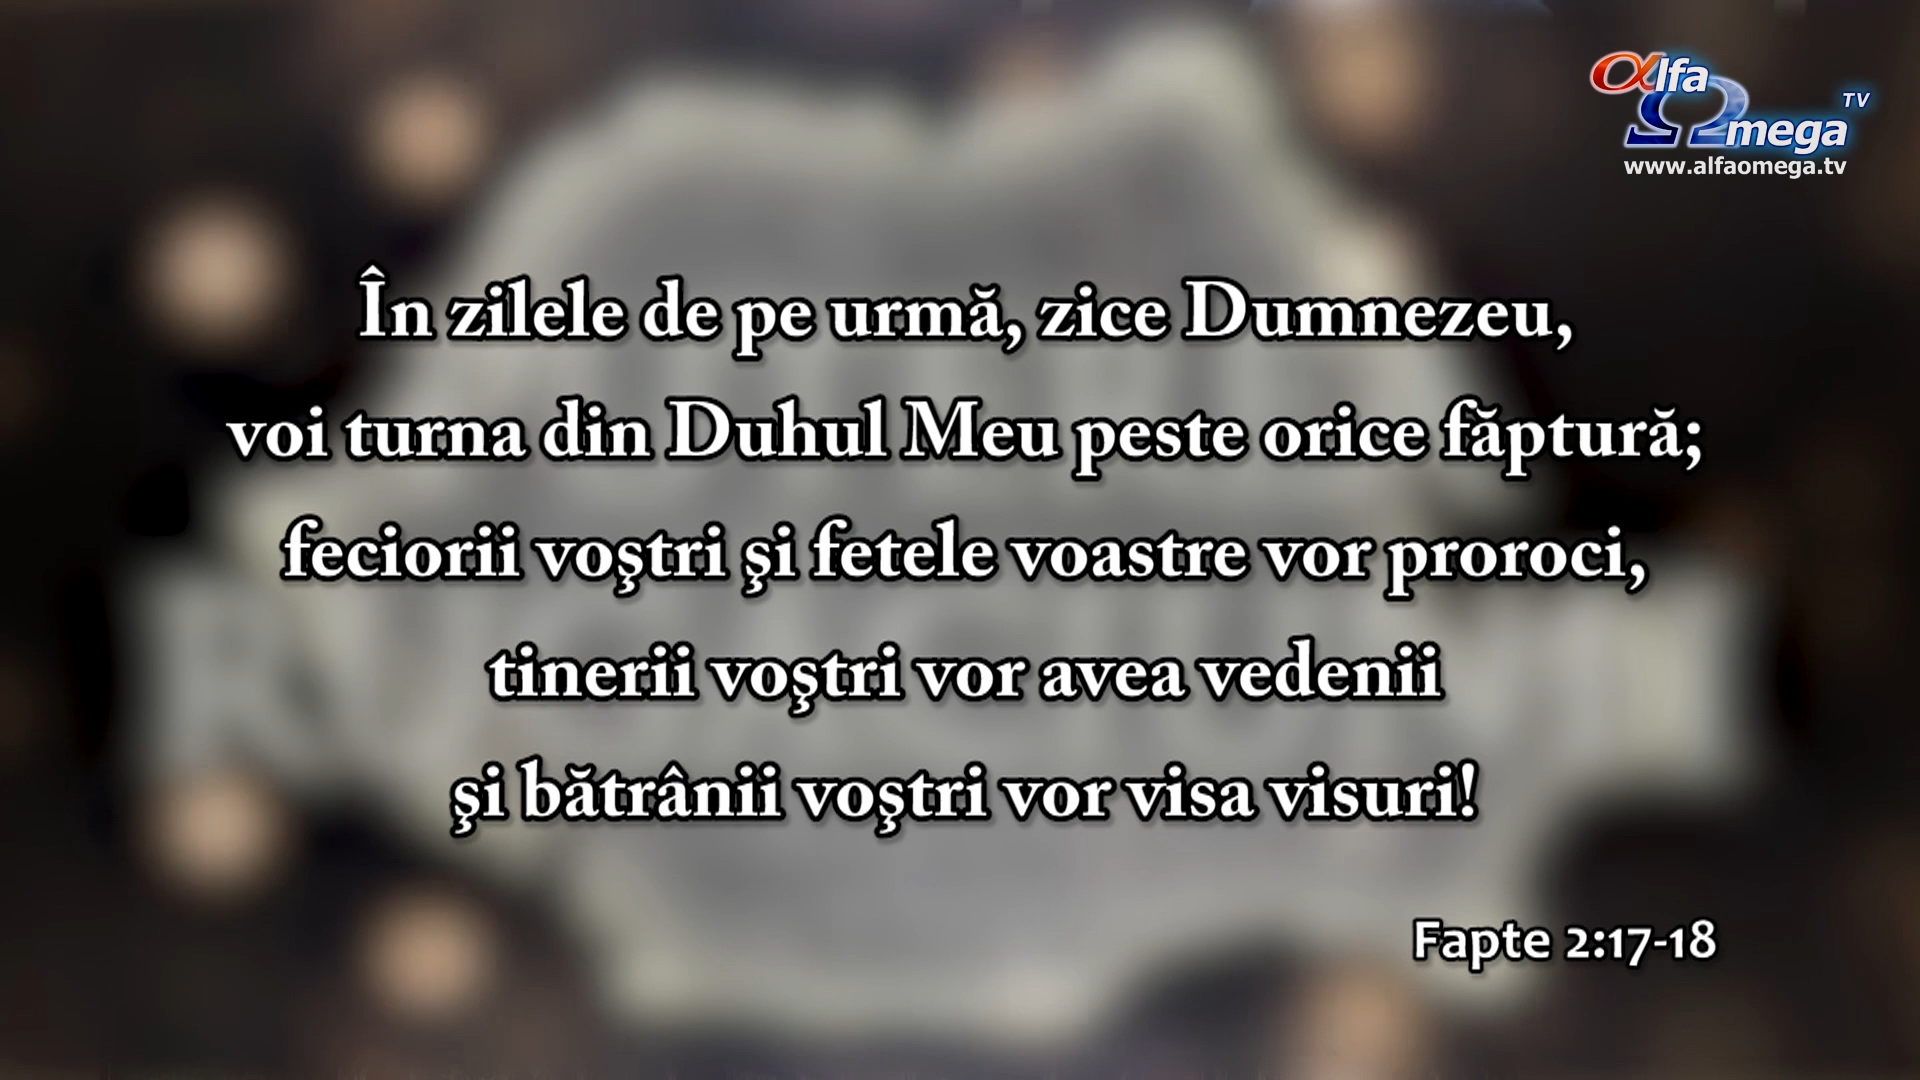 αlfa
Ωmega TV
www.alfaomega.tv
În zilele de pe urmă, zice Dumnezeu,
voi turna din Duhul Meu peste orice făptură;
feciorii voştri şi fetele voastre vor proroci,
tinerii voştri vor avea vedenii
şi bătrânii voştri vor visa visuri!
Fapte 2:17-18